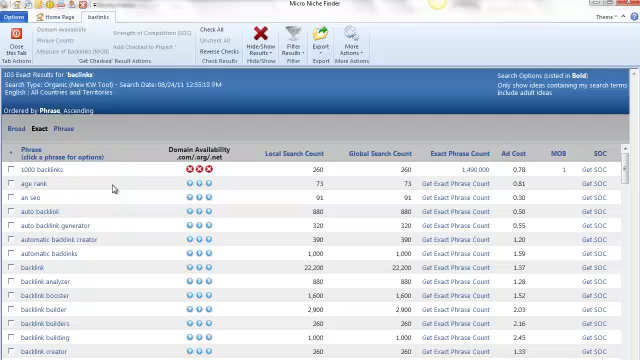 Micro Niche Finder
Options Home Page baclinks Theme
Close this Tab
Tab Actions
Domain Availability
Phrase Counts
Measure of Backlinks (MOB)
Strength of Competition (SOC)
Added to Project
'Get Checked' Result Actions
Check All
Uncheck All
Reverse Checks
Check Results
Hide/Show Results
Hide/Show
Filter Results
Filter
Export
Export
More Actions
More Actions
103 Exact Results for 'baclinks'
Search Type: Organic (New KW Tool) - Search Date: 08/24/11 12:55:13 PM
English : All Countries and Territories
Search Options (Listed in Bold)
Only show ideas containing my search terms
Include adult ideas
Ordered by Phrase, Ascending
Broad Exact Phrase
Phrase (click a phrase for options) Domain Availability .com/.org/.net Local Search Count Global Search Count Exact Phrase Count Ad Cost MOB SOC
1000 backlinks 260 260 1,490,000 0.78 1 Get SOC
age rank 73 73 Get Exact Phrase Count 0.81 Get SOC
an seo 91 91 Get Exact Phrase Count 0.30 Get SOC
auto backlink 880 880 Get Exact Phrase Count 0.50 Get SOC
auto backlink generator 320 320 Get Exact Phrase Count 0.55 Get SOC
automatic backlink creator 390 390 Get Exact Phrase Count 1.20 Get SOC
automatic backlinks 1,000 1,000 Get Exact Phrase Count 1.59 Get SOC
backlink 22,200 22,200 Get Exact Phrase Count 1.37 Get SOC
backlink analyzer 880 880 Get Exact Phrase Count 1.28 Get SOC
backlink booster 1,600 1,600 Get Exact Phrase Count 1.52 Get SOC
backlink builder 2,900 2,900 Get Exact Phrase Count 2.03 Get SOC
backlink builders 320 320 Get Exact Phrase Count 2.16 Get SOC
backlink building 1,000 1,000 Get Exact Phrase Count 2.45 Get SOC
backlink creator 260 260 Get Exact Phrase Count 1.33 Get SOC